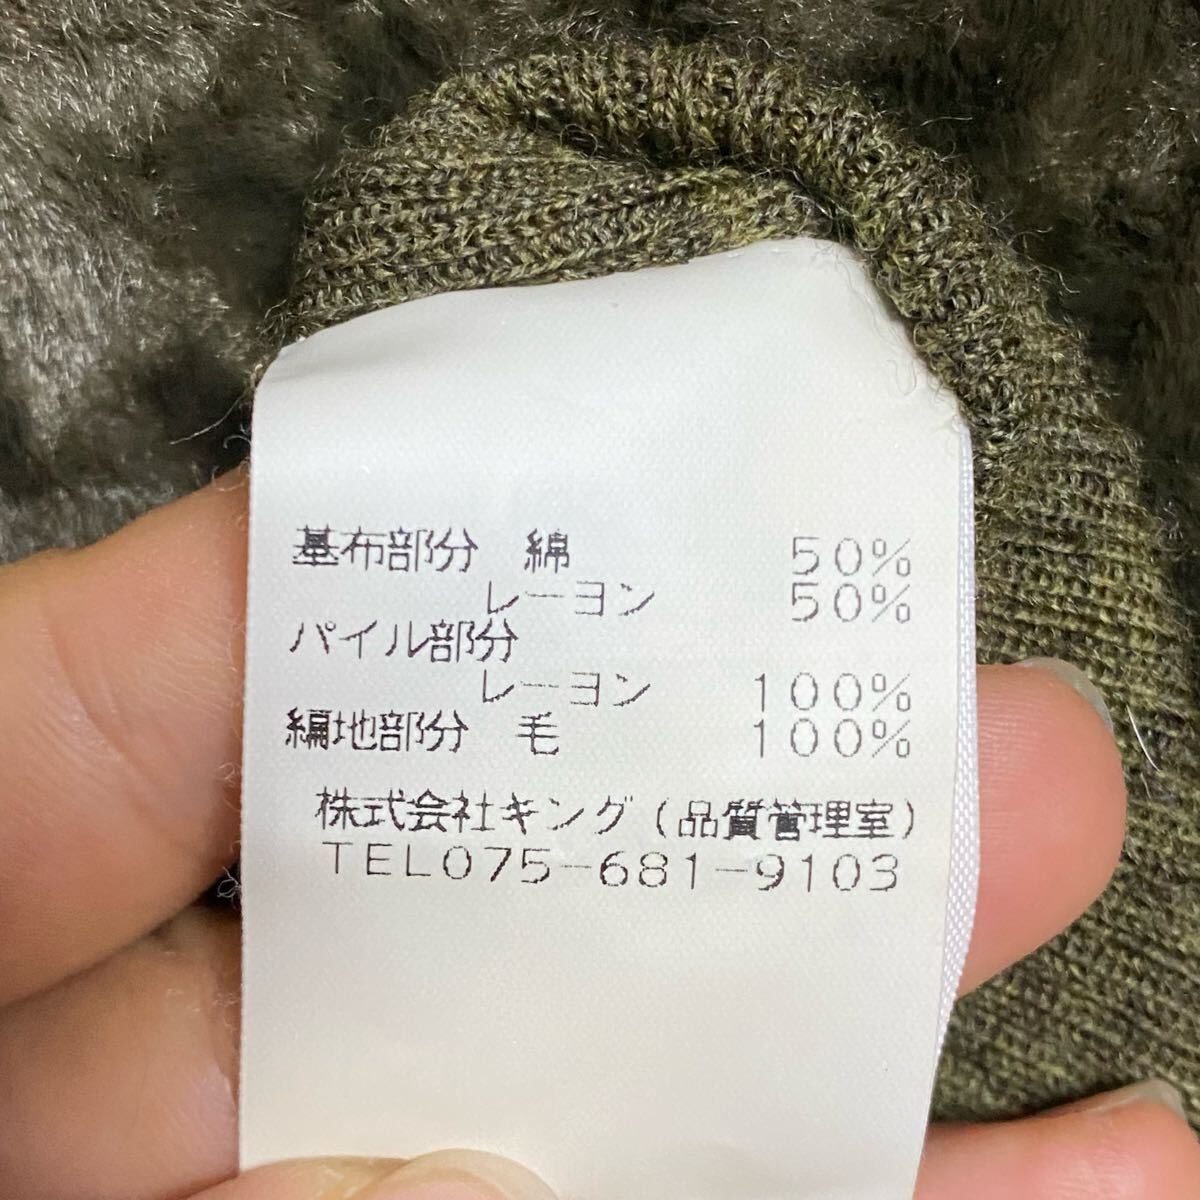 基布部分 綿 50%
レーヨン 50%
パイル部分
レーヨン 100%
編地部分 毛 100%
株式会社キング(品質管理室)
TEL075-681-9103